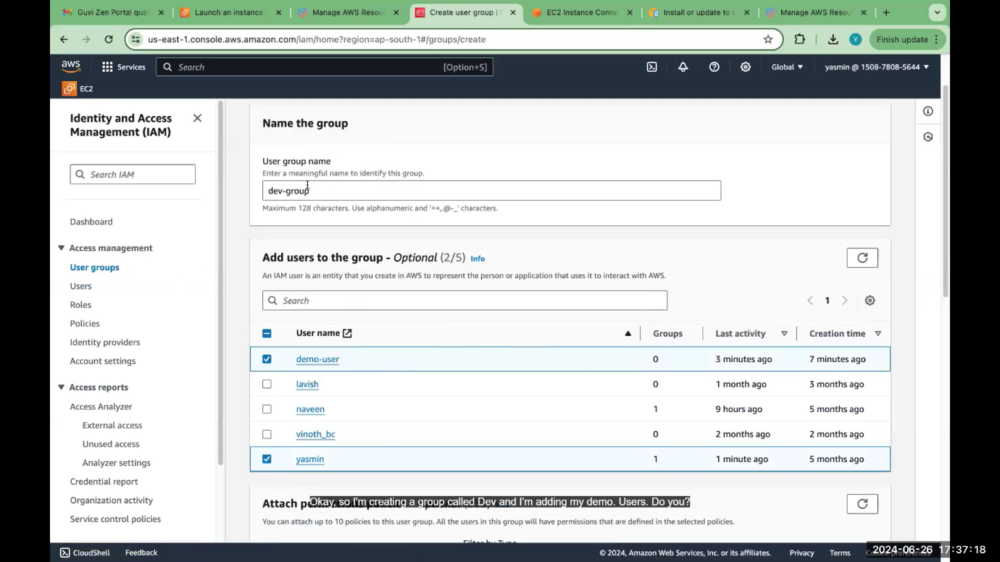 Guvi Zen Portal que
Launch an instance
Manage AWS Resou
Create user group | I
EC2 Instance Conne
Install or update to t
Manage AWS Resou
us-east-1.console.aws.amazon.com/iam/home?region=ap-south-1#/groups/create
Y
Finish update
aws
Services
Search
[Option+S]
Global
yasmin @ 1508-7808-5644
EC2
Identity and Access
Management (IAM)
Search IAM
Dashboard
Access management
User groups
Users
Roles
Policies
Identity providers
Account settings
Access reports
Access Analyzer
External access
Unused access
Analyzer settings
Credential report
Organization activity
Service control policies
Name the group
User group name
Enter a meaningful name to identify this group.
dev-group
Maximum 128 characters. Use alphanumeric and '+=,.@-_' characters.
Add users to the group - Optional (2/5) Info
An IAM user is an entity that you create in AWS to represent the person or application that uses it to interact with AWS.
Search
1
User name Groups Last activity Creation time
demo-user 0 3 minutes ago 7 minutes ago
lavish 0 1 month ago 3 months ago
naveen 1 9 hours ago 5 months ago
vinoth_bc 0 2 months ago 2 months ago
yasmin 1 1 minute ago 5 months ago
Attach p
Okay, so I'm creating a group called Dev and I'm adding my demo. Users. Do you?
You can attach up to 10 policies to this user group. All the users in this group will have permissions that are defined in the selected policies.
Filter by Type
CloudShell
Feedback
© 2024, Amazon Web Services, Inc. or its affiliates.
Privacy
Terms
Cookie preferences
2024-06-26 17:37:18